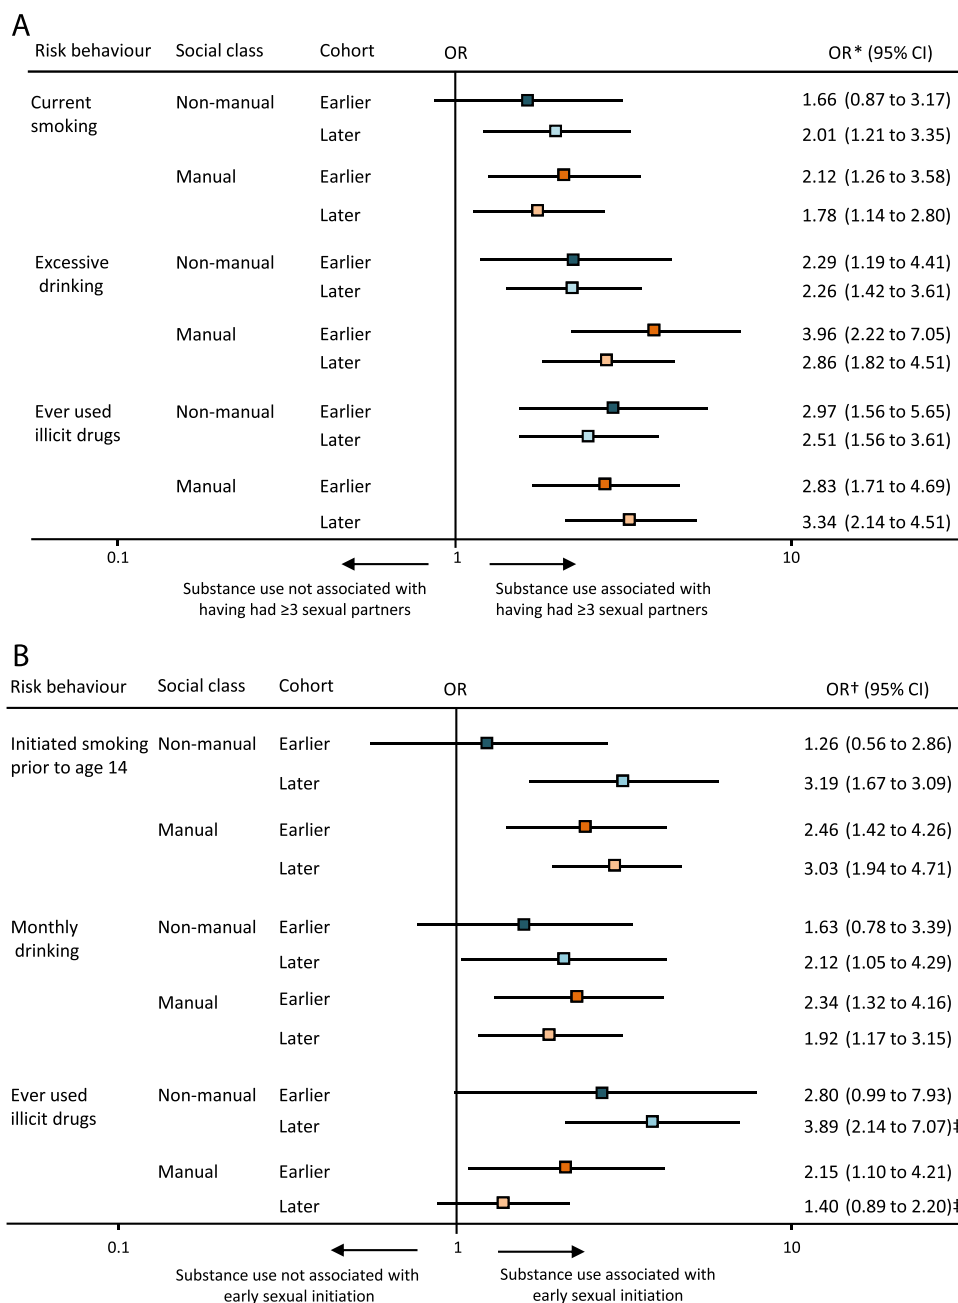 A
Risk behaviour Social class Cohort OR OR* (95% CI)
Current Non-manual Earlier 1.66 (0.87 to 3.17)
smoking
Later 2.01 (1.21 to 3.35)
Manual Earlier 2.12 (1.26 to 3.58)
Later 1.78 (1.14 to 2.80)
Excessive Non-manual Earlier 2.29 (1.19 to 4.41)
drinking Later 2.26 (1.42 to 3.61)
Manual Earlier 3.96 (2.22 to 7.05)
Later 2.86 (1.82 to 4.51)
Ever used Non-manual Earlier 2.97 (1.56 to 5.65)
illicit drugs Later 2.51 (1.56 to 3.61)
Manual Earlier 2.83 (1.71 to 4.69)
Later 3.34 (2.14 to 4.51)
0.1 1 10
Substance use not associated with Substance use associated with
having had ≥3 sexual partners having had ≥3 sexual partners
B
Risk behaviour Social class Cohort OR OR† (95% CI)
Initiated smoking Non-manual Earlier 1.26 (0.56 to 2.86)
prior to age 14
Later 3.19 (1.67 to 3.09)
Manual Earlier 2.46 (1.42 to 4.26)
Later 3.03 (1.94 to 4.71)
Monthly Non-manual Earlier 1.63 (0.78 to 3.39)
drinking
Later 2.12 (1.05 to 4.29)
Manual Earlier 2.34 (1.32 to 4.16)
Later 1.92 (1.17 to 3.15)
Ever used Non-manual Earlier 2.80 (0.99 to 7.93)
illicit drugs Later 3.89 (2.14 to 7.07)‡
Manual Earlier 2.15 (1.10 to 4.21)
Later 1.40 (0.89 to 2.20)‡
0.1 1 10
Substance use not associated with Substance use associated with
early sexual initiation early sexual initiation